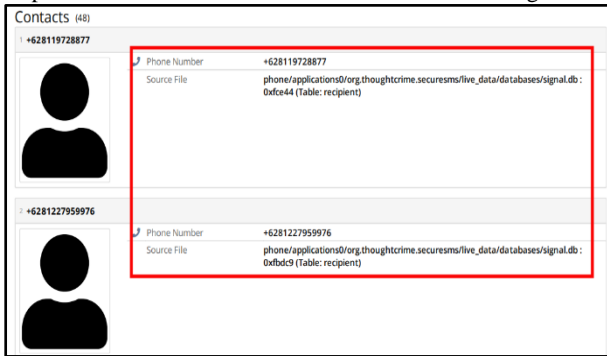 Contacts (48)
1 +628119728877
Phone Number +628119728877
Source File phone/applications0/org.thoughtcrime.securesms/live_data/databases/signal.db :
0xfce44 (Table: recipient)
2 +6281227959976
Phone Number +6281227959976
Source File phone/applications0/org.thoughtcrime.securesms/live_data/databases/signal.db :
0xfbdc9 (Table: recipient)